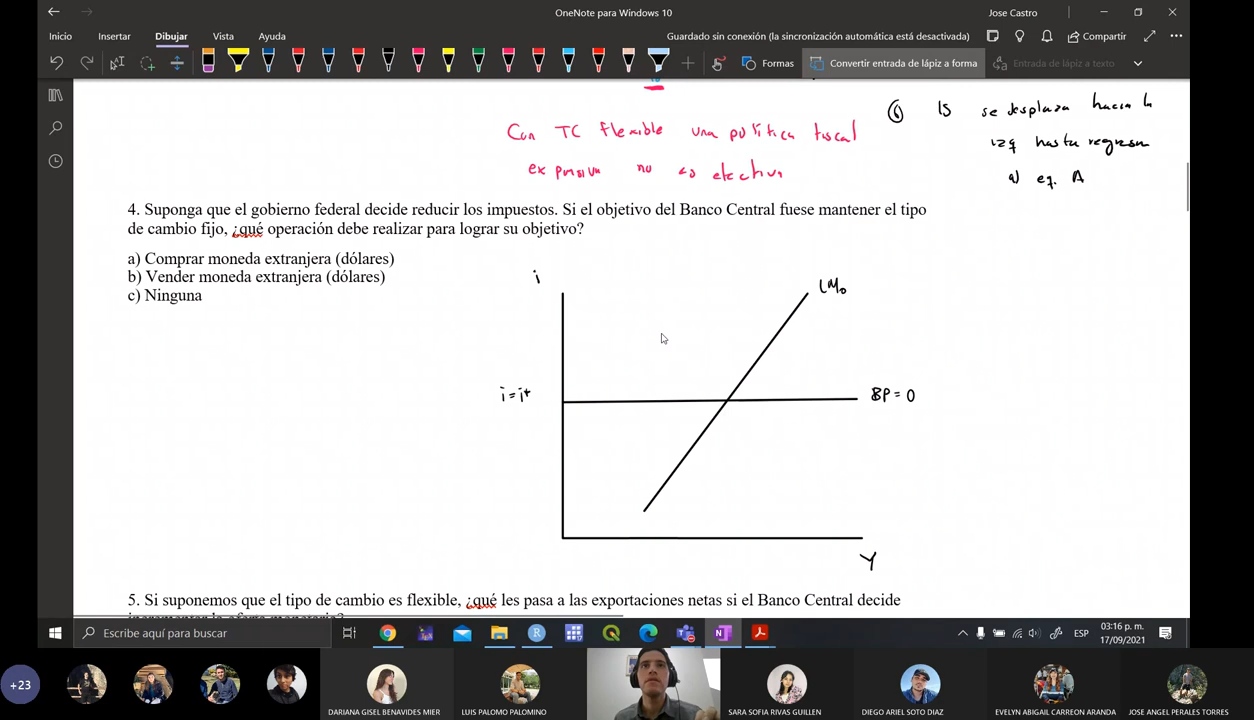 OneNote para Windows 10
Jose Castro
Inicio Insertar Dibujar Vista Ayuda
Guardado sin conexión (la sincronización automática está desactivada)
Compartir
Formas
Convertir entrada de lápiz a forma
Entrada de lápiz a texto
Con TC flexible una política fiscal
expansiva no es efectiva
⑥ IS se desplaza hacia la
izq hasta regresar
al eq. A
4. Suponga que el gobierno federal decide reducir los impuestos. Si el objetivo del Banco Central fuese mantener el tipo
de cambio fijo, ¿qué operación debe realizar para lograr su objetivo?
a) Comprar moneda extranjera (dólares)
b) Vender moneda extranjera (dólares)
c) Ninguna
i
LM₀
i=i*
BP=0
Y
5. Si suponemos que el tipo de cambio es flexible, ¿qué les pasa a las exportaciones netas si el Banco Central decide
Escribe aquí para buscar
ESP
03:16 p. m.
17/09/2021
+23
DARIANA GISEL BENAVIDES MIER
LUIS PALOMO PALOMINO
SARA SOFIA RIVAS GUILLEN
DIEGO ARIEL SOTO DIAZ
EVELYN ABIGAIL CARREON ARANDA
JOSE ANGEL PERALES TORRES